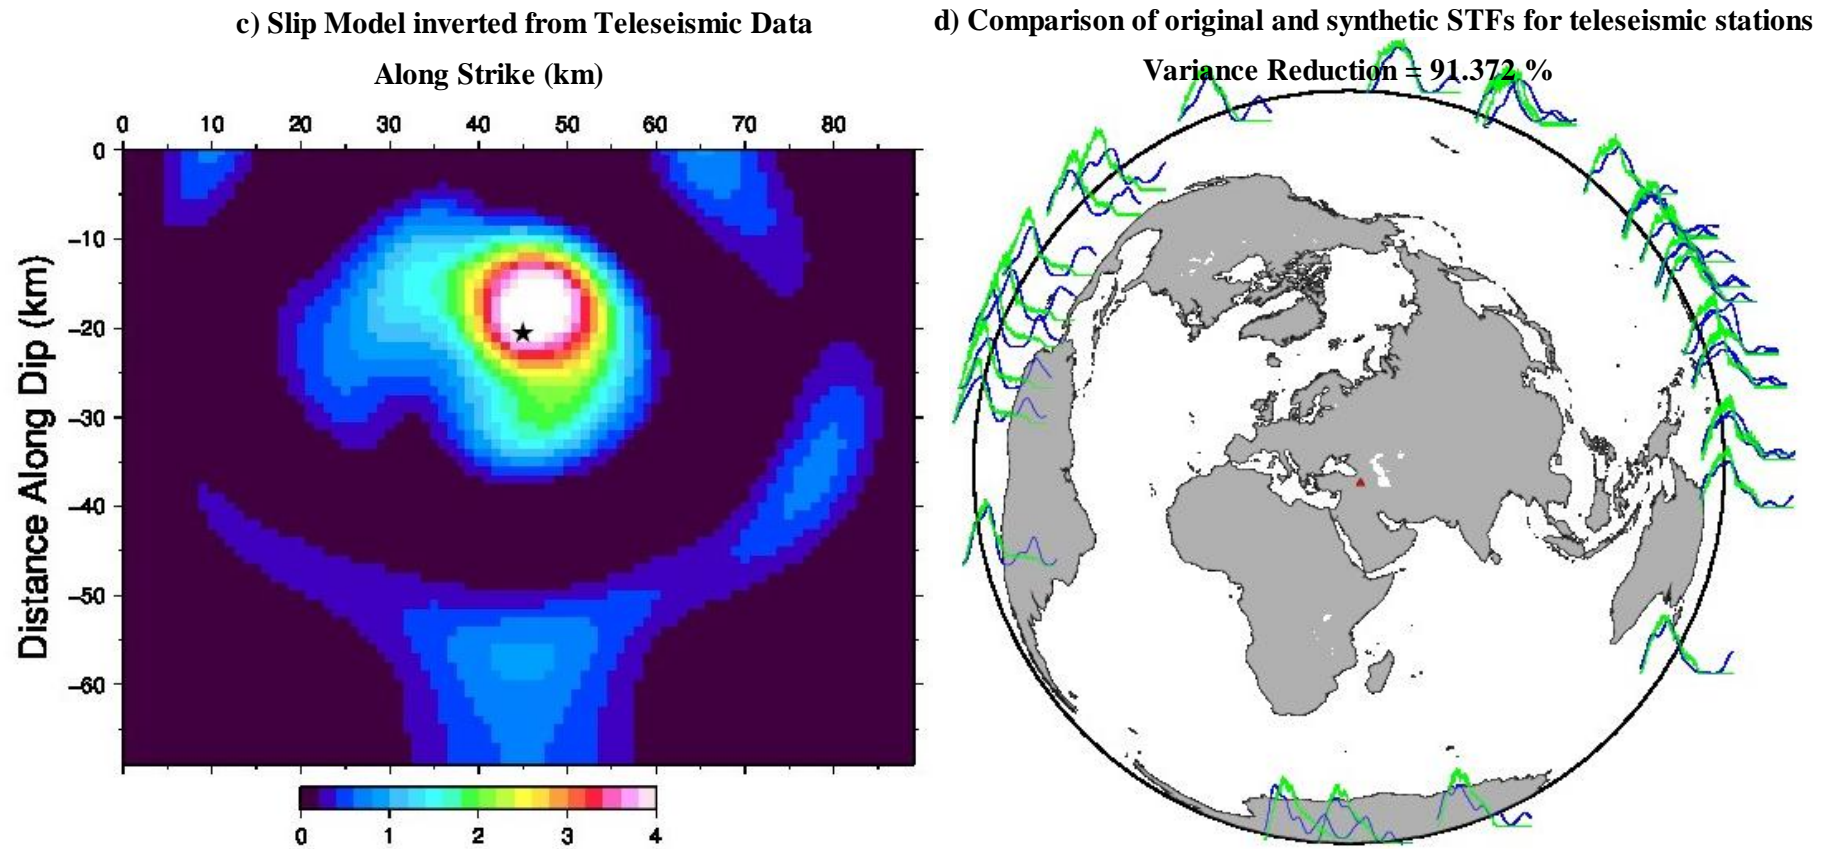 c) Slip Model inverted from Teleseismic Data
Along Strike (km)
0 10 20 30 40 50 60 70 80
Distance Along Dip (km)
0
−10
−20
−30
−40
−50
−60
0 1 2 3 4
d) Comparison of original and synthetic STFs for teleseismic stations
Variance Reduction = 91.372 %